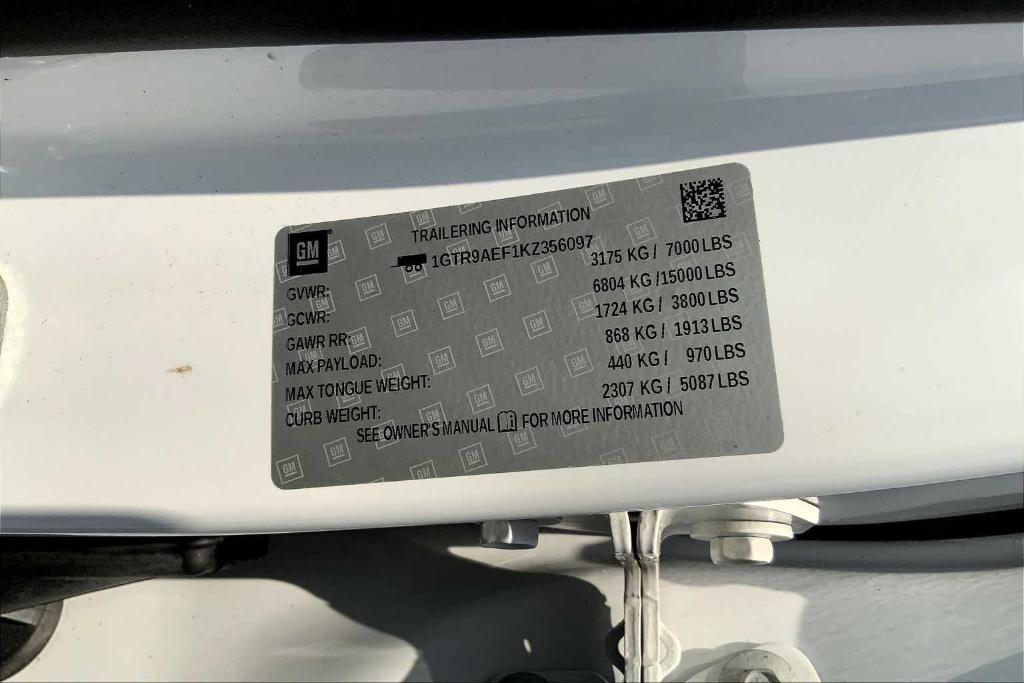 GM
TRAILERING INFORMATION
1GTR9AEF1KZ356097
GVWR: 3175 KG / 7000 LBS
GCWR: 6804 KG /15000 LBS
GAWR RR: 1724 KG / 3800 LBS
MAX PAYLOAD: 868 KG / 1913 LBS
MAX TONGUE WEIGHT: 440 KG / 970 LBS
CURB WEIGHT: 2307 KG / 5087 LBS
SEE OWNER'S MANUAL FOR MORE INFORMATION